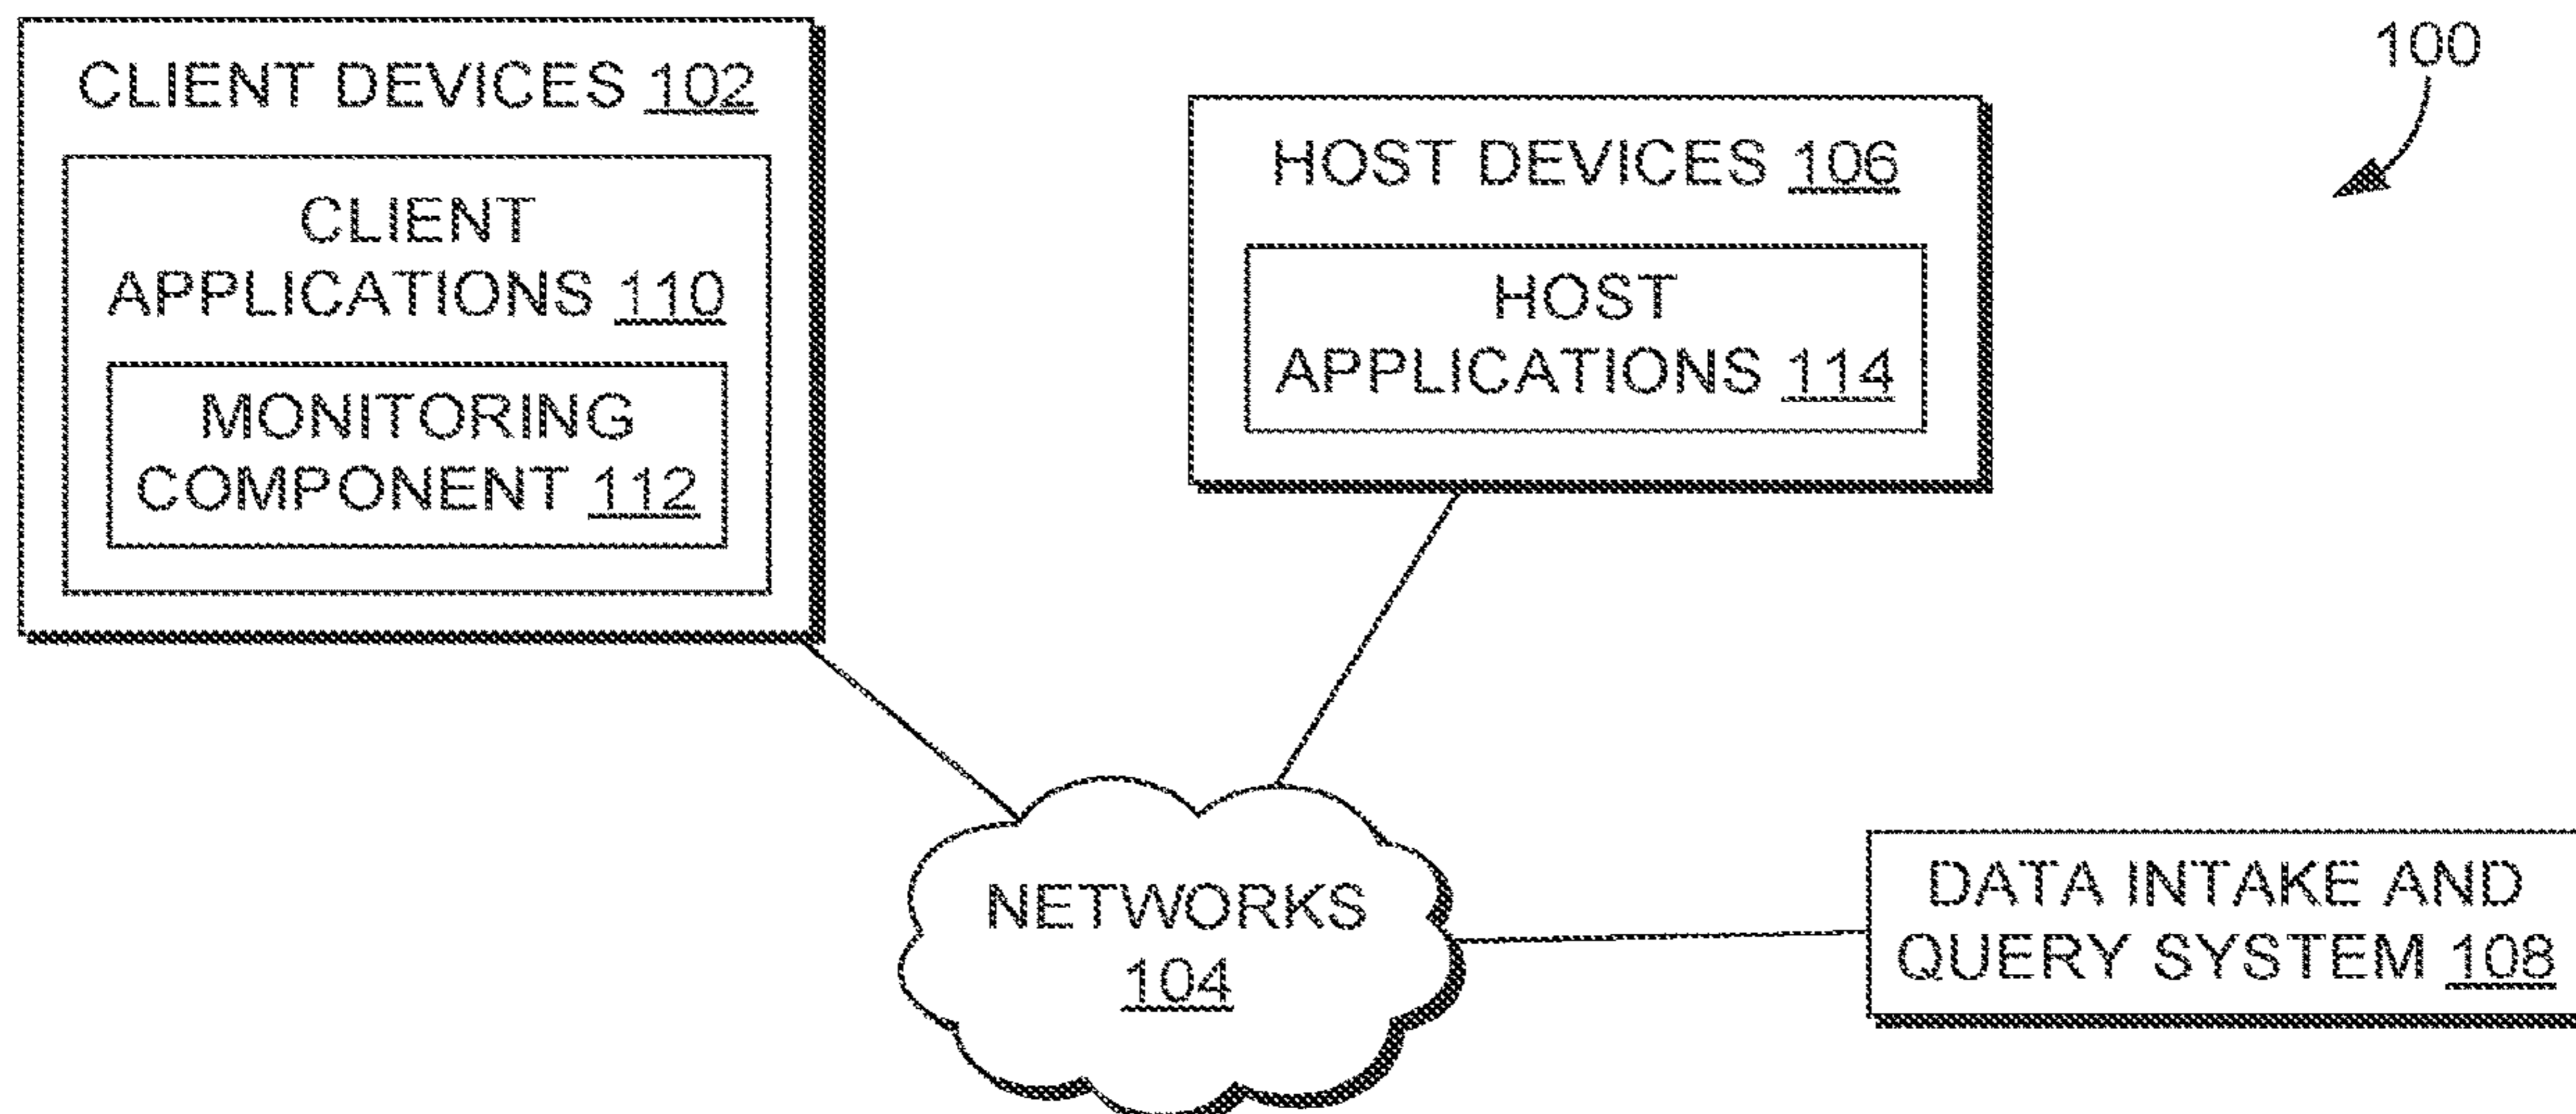 CLIENT DEVICES 102
CLIENT
APPLICATIONS 110
MONITORING
COMPONENT 112
HOST DEVICES 106
HOST
APPLICATIONS 114
100
NETWORKS
104
DATA INTAKE AND
QUERY SYSTEM 108